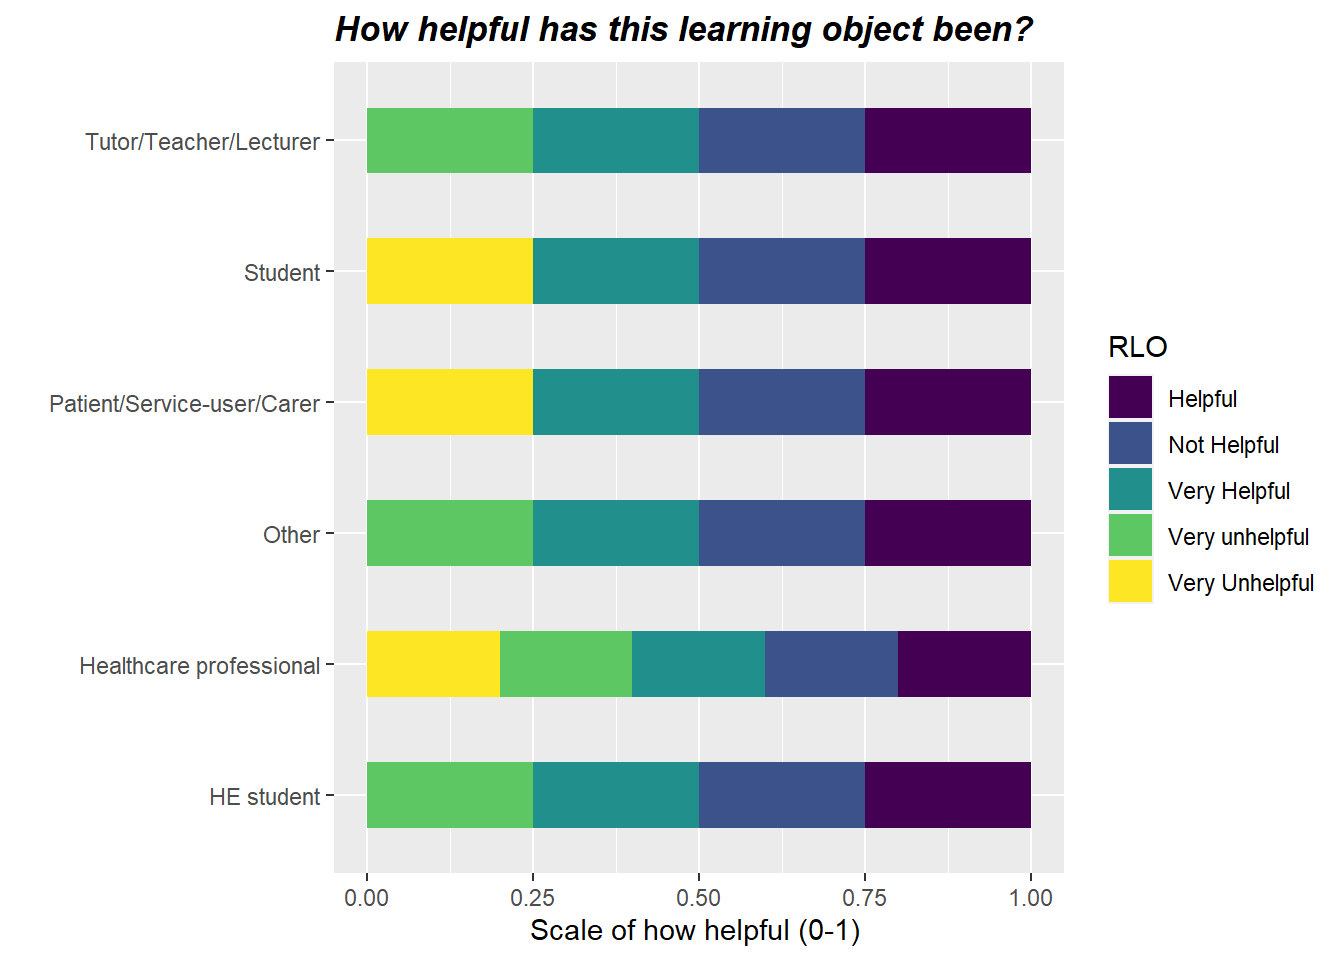 How helpful has this learning object been?
Tutor/Teacher/Lecturer
Student
Patient/Service-user/Carer
Other
Healthcare professional
HE student
0.00 0.25 0.50 0.75 1.00
Scale of how helpful (0-1)
RLO
Helpful
Not Helpful
Very Helpful
Very unhelpful
Very Unhelpful